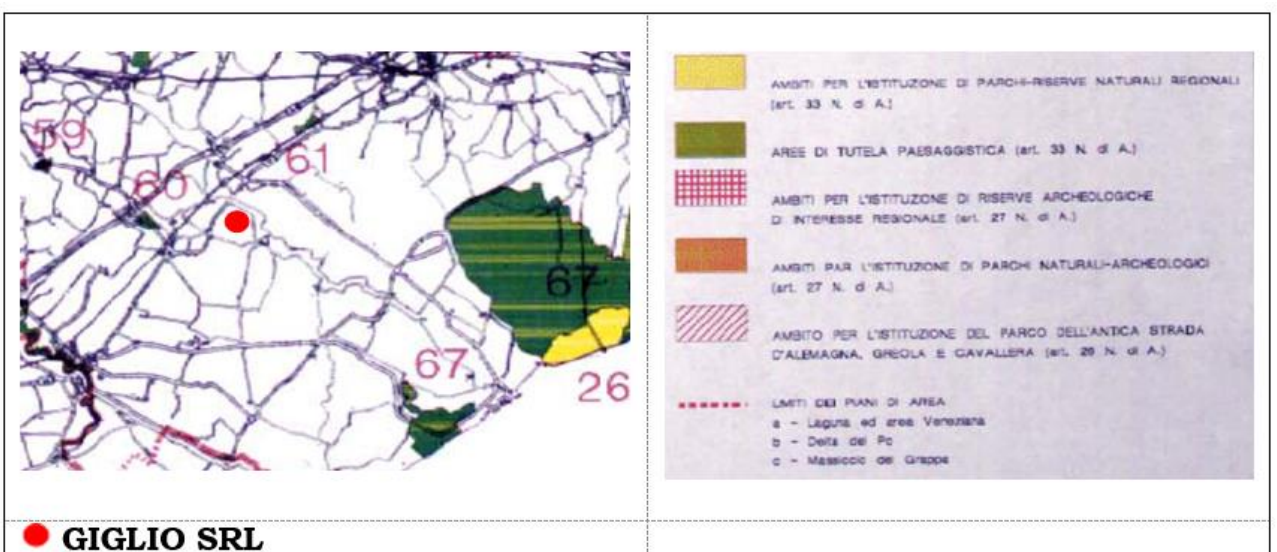 59
60
61
67
67
26
AMBITI PER L'ISTITUZIONE DI PARCHI-RISERVE NATURALI REGIONALI
(art. 33 N. di A.)
AREE DI TUTELA PAESAGGISTICA (art. 33 N. di A.)
AMBITI PER L'ISTITUZIONE DI RISERVE ARCHEOLOGICHE
DI INTERESSE REGIONALE (art. 27 N. di A.)
AMBITI PAR L'ISTITUZIONE DI PARCHI NATURALI-ARCHEOLOGICI
(art. 27 N. di A.)
AMBITO PER L'ISTITUZIONE DEL PARCO DELL'ANTICA STRADA
D'ALEMAGNA, GREOLA E CAVALLERA (art. 26 N. di A.)
LIMITI DEI PIANI DI AREA
a - Laguna ed area Veneziana
b - Delta del Po
c - Massiccio del Grappa
GIGLIO SRL